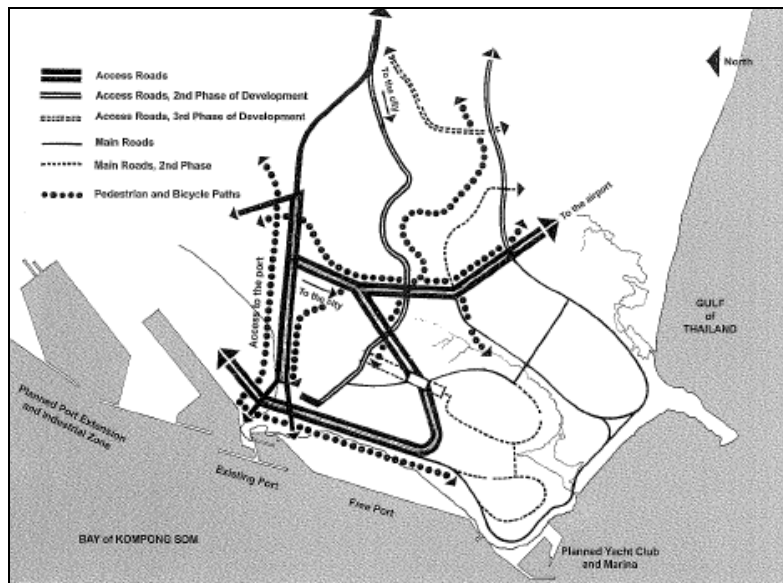 North
Access Roads
Access Roads, 2nd Phase of Development
Access Roads, 3rd Phase of Development
Main Roads
Main Roads, 2nd Phase
Pedestrian and Bicycle Paths
To the city
To the airport
Access to the port
To the city
GULF
of
THAILAND
Planned Port Extension
and Industrial Zone
Existing Port
Free Port
BAY of KOMPONG SOM
Planned Yacht Club
and Marina